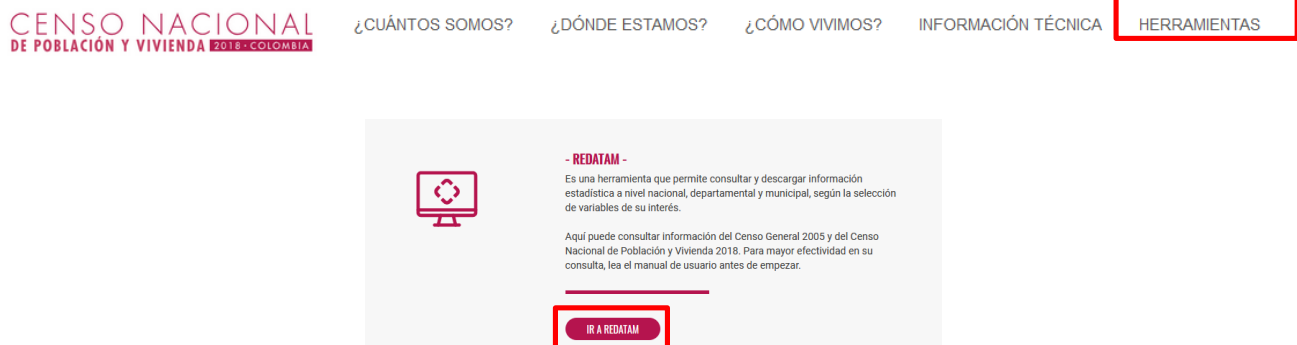 CENSO NACIONAL
DE POBLACIÓN Y VIVIENDA 2018 - COLOMBIA
¿CUÁNTOS SOMOS? ¿DÓNDE ESTAMOS? ¿CÓMO VIVIMOS? INFORMACIÓN TÉCNICA HERRAMIENTAS
- REDATAM -
Es una herramienta que permite consultar y descargar información
estadística a nivel nacional, departamental y municipal, según la selección
de variables de su interés.
Aquí puede consultar información del Censo General 2005 y del Censo
Nacional de Población y Vivienda 2018. Para mayor efectividad en su
consulta, lea el manual de usuario antes de empezar.
IR A REDATAM